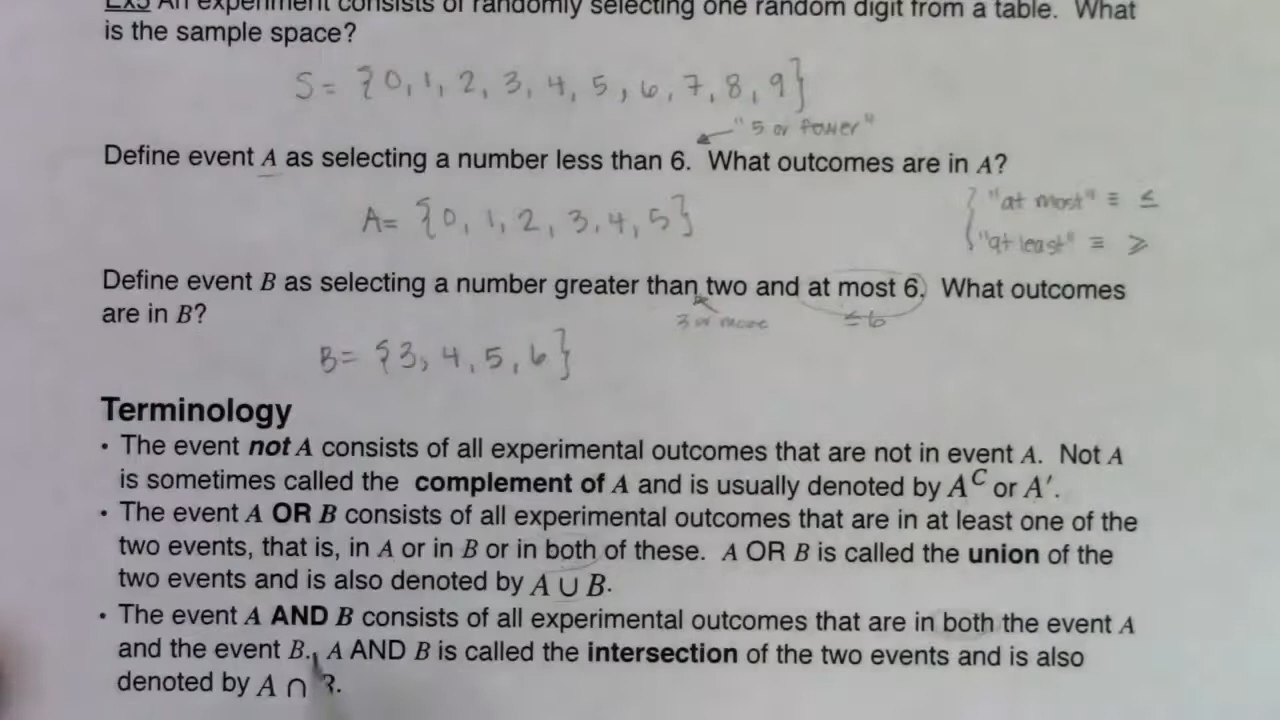 Ex5 An experiment consists of randomly selecting one random digit from a table. What
is the sample space?
S = {0, 1, 2, 3, 4, 5, 6, 7, 8, 9}
"5 or fewer"
Define event A as selecting a number less than 6. What outcomes are in A?
A = {0, 1, 2, 3, 4, 5}
"at most" ≡ ≤
"at least" ≡ ≥
Define event B as selecting a number greater than two and at most 6. What outcomes
are in B?
3 or more
≤6
B = {3, 4, 5, 6}
Terminology
• The event not A consists of all experimental outcomes that are not in event A. Not A
is sometimes called the complement of A and is usually denoted by Aᶜ or A′.
• The event A OR B consists of all experimental outcomes that are in at least one of the
two events, that is, in A or in B or in both of these. A OR B is called the union of the
two events and is also denoted by A ∪ B.
• The event A AND B consists of all experimental outcomes that are in both the event A
and the event B. A AND B is called the intersection of the two events and is also
denoted by A ∩ B.